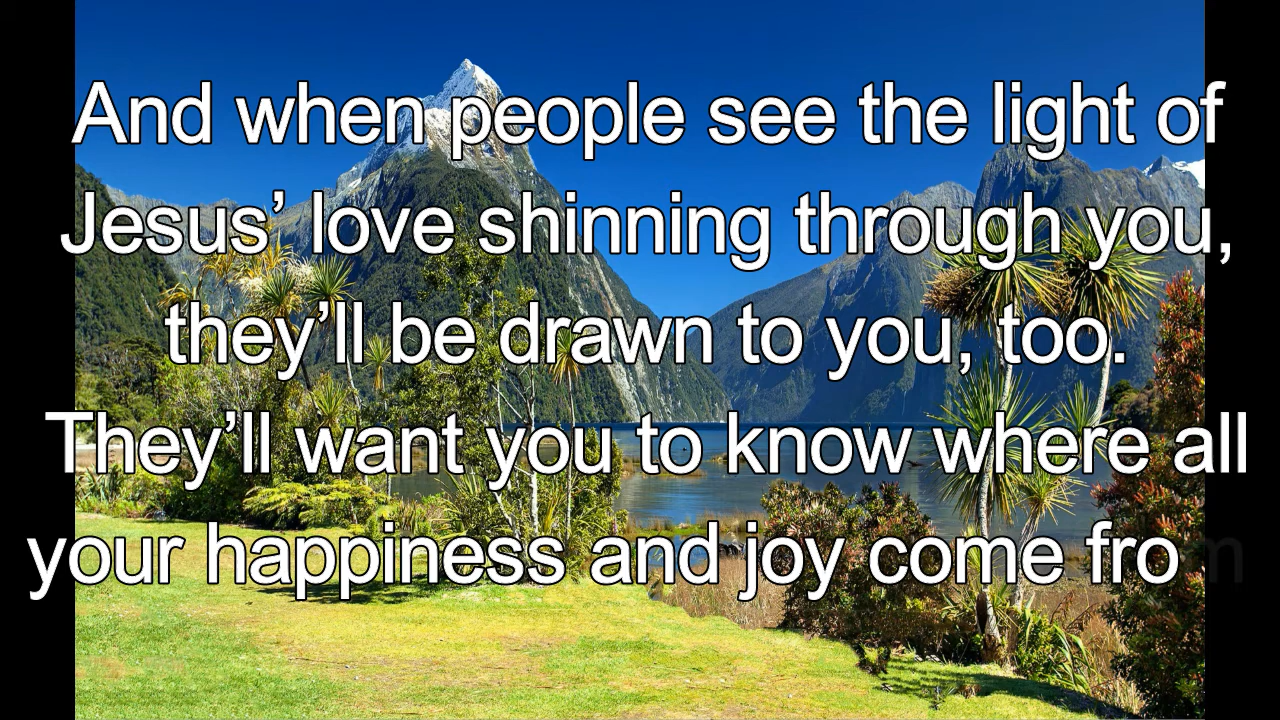 And when people see the light of
Jesus’ love shinning through you,
they’ll be drawn to you, too.
They’ll want you to know where all
your happiness and joy come from